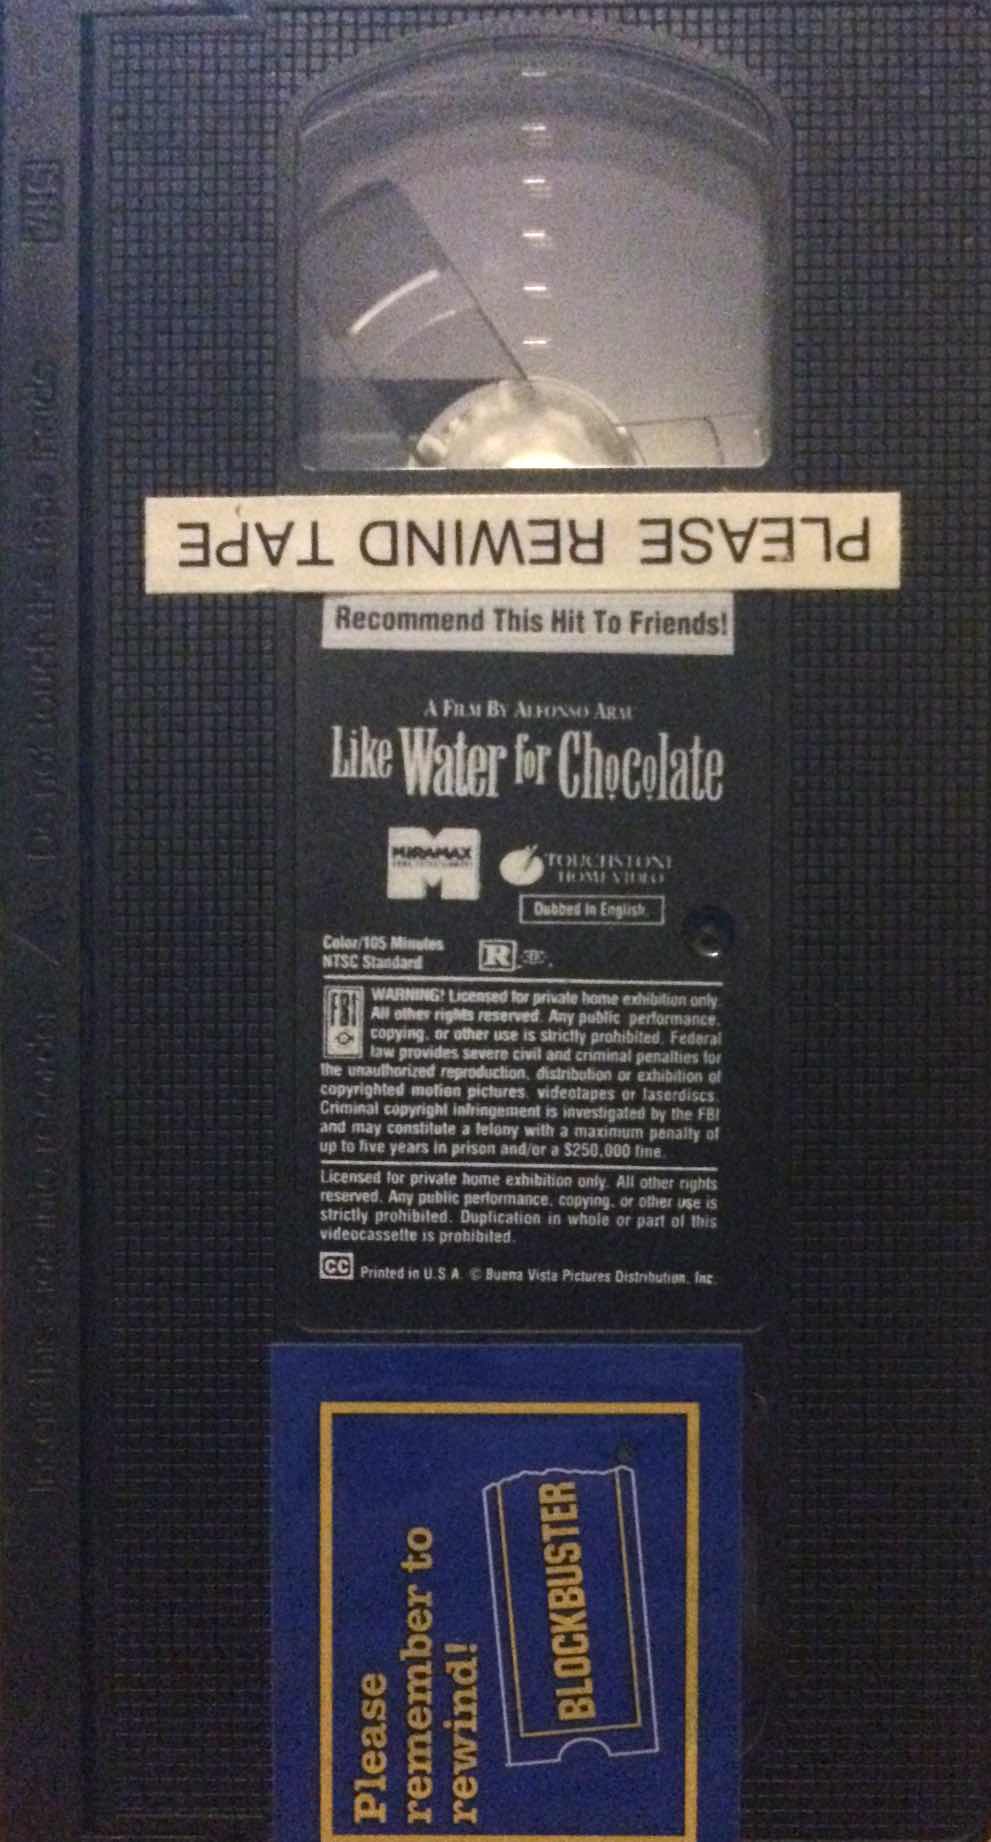 VHS
PLEASE REWIND TAPE
Recommend This Hit To Friends!
A FILM BY ALFONSO ARAU
Like Water for Chocolate
MIRAMAX
TOUCHSTONE
HOME VIDEO
Dubbed in English.
Color/105 Minutes
NTSC Standard
R
FBI
WARNING! Licensed for private home exhibition only.
All other rights reserved. Any public performance,
copying, or other use is strictly prohibited. Federal
law provides severe civil and criminal penalties for
the unauthorized reproduction, distribution or exhibition of
copyrighted motion pictures, videotapes or laserdiscs.
Criminal copyright infringement is investigated by the FBI
and may constitute a felony with a maximum penalty of
up to five years in prison and/or a $250,000 fine.
Licensed for private home exhibition only. All other rights
reserved. Any public performance, copying, or other use is
strictly prohibited. Duplication in whole or part of this
videocassette is prohibited.
CC Printed in U.S.A. © Buena Vista Pictures Distribution, Inc.
Please
remember to
rewind!
BLOCKBUSTER